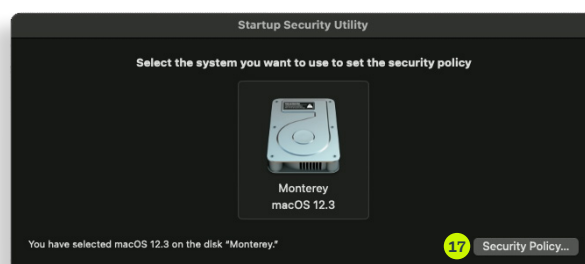 Startup Security Utility
Select the system you want to use to set the security policy
Monterey
macOS 12.3
You have selected macOS 12.3 on the disk “Monterey.”
17 Security Policy...